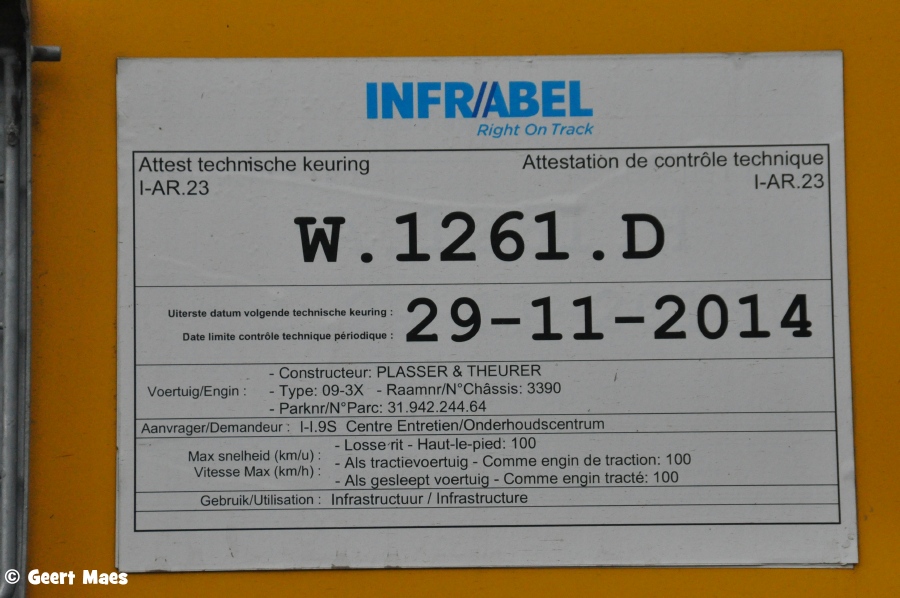 INFRABEL
Right On Track
Attest technische keuring
I-AR.23
Attestation de contrôle technique
I-AR.23
W.1261.D
Uiterste datum volgende technische keuring :
Date limite contrôle technique périodique :
29-11-2014
Voertuig/Engin :
- Constructeur: PLASSER & THEURER
- Type: 09-3X - Raamnr/N°Châssis: 3390
- Parknr/N°Parc: 31.942.244.64
Aanvrager/Demandeur : I-I.9S Centre Entretien/Onderhoudscentrum
Max snelheid (km/u) :
Vitesse Max (km/h) :
- Losse rit - Haut-le-pied: 100
- Als tractievoertuig - Comme engin de traction: 100
- Als gesleept voertuig - Comme engin tracté: 100
Gebruik/Utilisation : Infrastructuur / Infrastructure
© Geert Maes